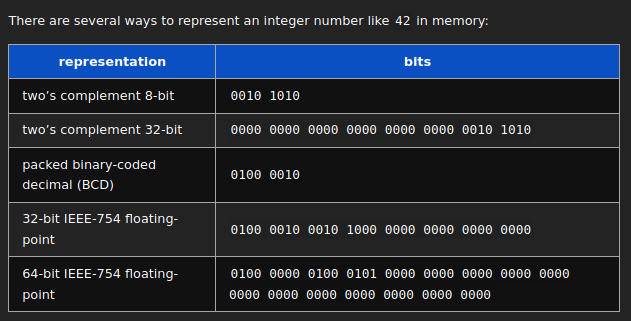 There are several ways to represent an integer number like 42 in memory:
representation bits
two’s complement 8-bit 0010 1010
two’s complement 32-bit 0000 0000 0000 0000 0000 0000 0010 1010
packed binary-coded
decimal (BCD)
0100 0010
32-bit IEEE-754 floating-
point
0100 0010 0010 1000 0000 0000 0000 0000
64-bit IEEE-754 floating-
point
0100 0000 0100 0101 0000 0000 0000 0000 0000
0000 0000 0000 0000 0000 0000 0000